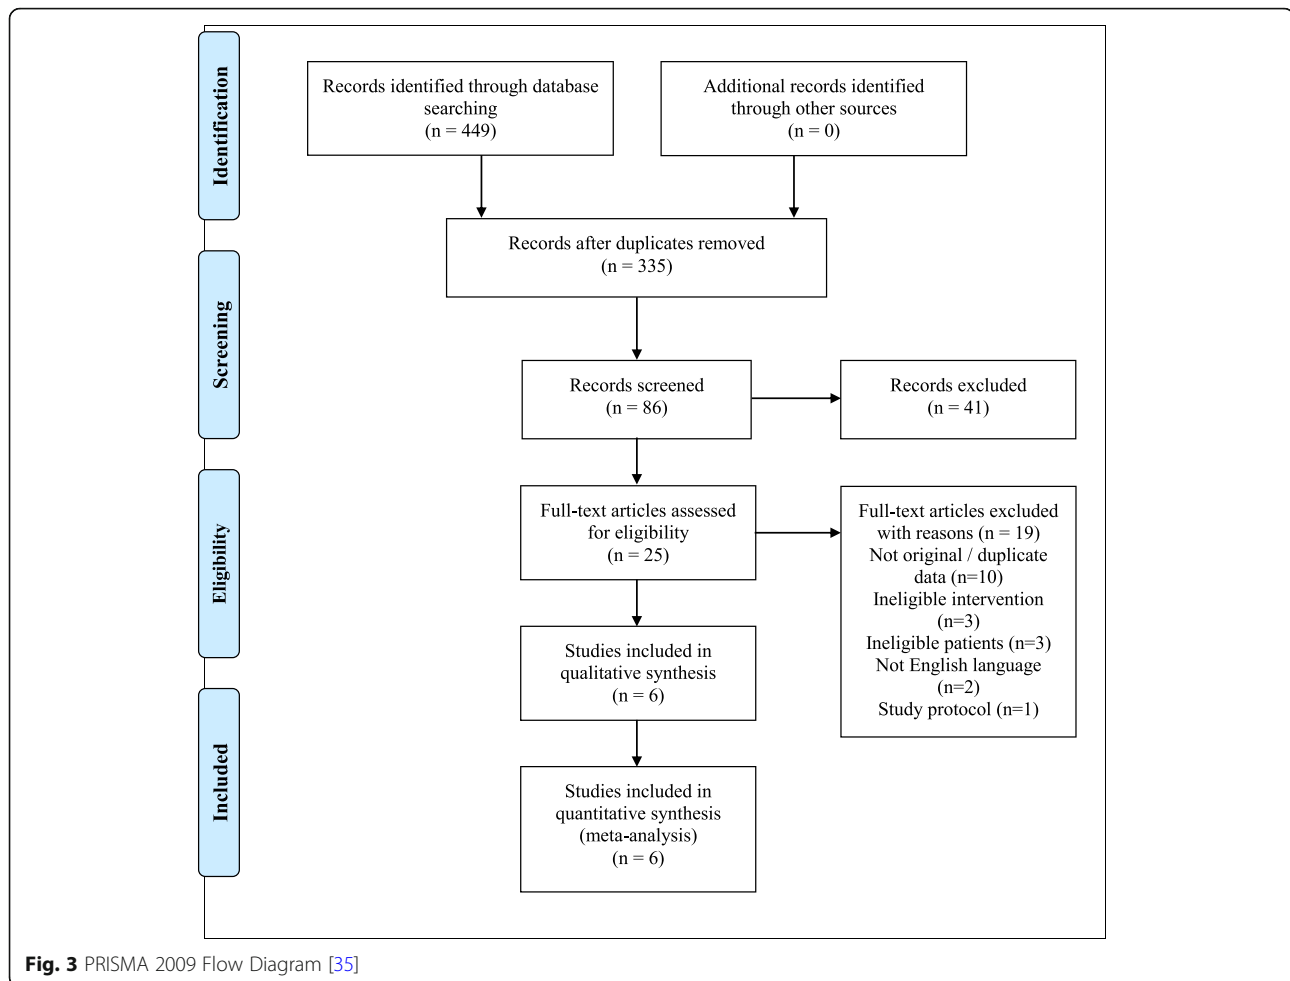 Identification
Records identified through database
searching
(n = 449)
Additional records identified
through other sources
(n = 0)
Records after duplicates removed
(n = 335)
Screening
Records screened
(n = 86)
Records excluded
(n = 41)
Eligibility
Full-text articles assessed
for eligibility
(n = 25)
Full-text articles excluded
with reasons (n = 19)
Not original / duplicate
data (n=10)
Ineligible intervention
(n=3)
Ineligible patients (n=3)
Not English language
(n=2)
Study protocol (n=1)
Studies included in
qualitative synthesis
(n = 6)
Included
Studies included in
quantitative synthesis
(meta-analysis)
(n = 6)
Fig. 3 PRISMA 2009 Flow Diagram [35]